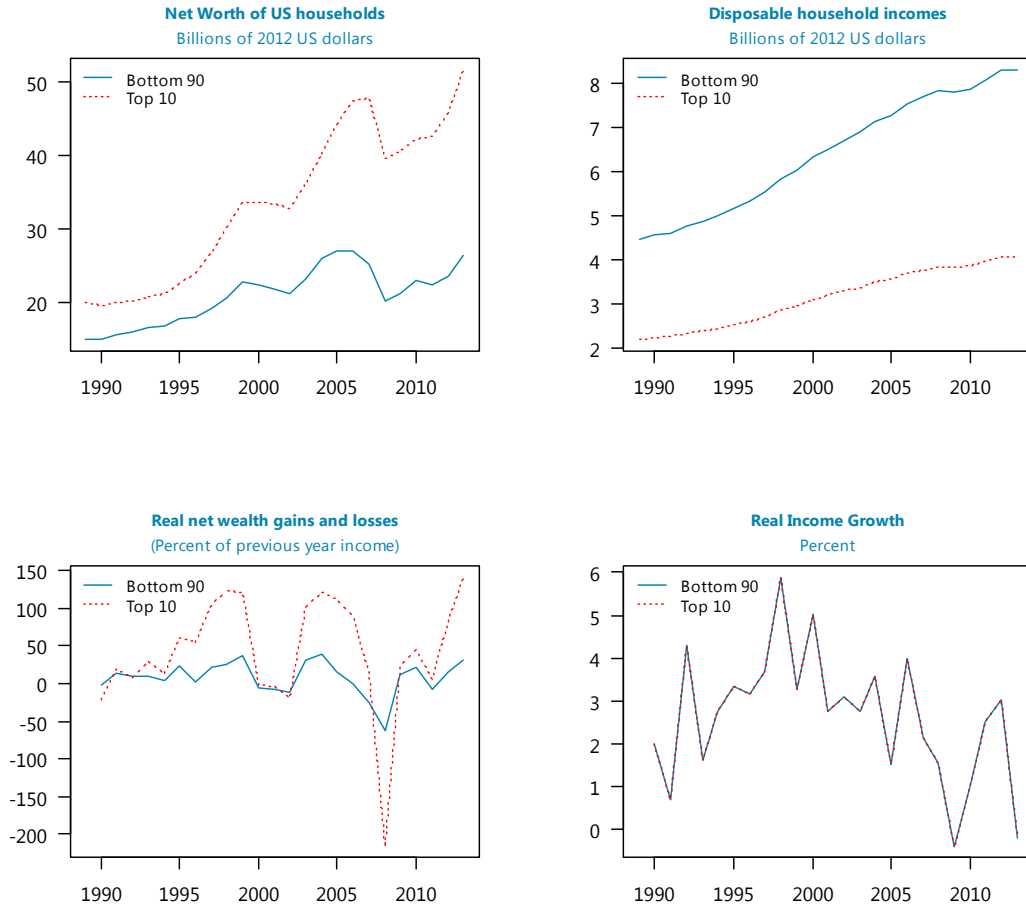 Net Worth of US households
Billions of 2012 US dollars
Bottom 90
Top 10
50
40
30
20
1990 1995 2000 2005 2010
Disposable household incomes
Billions of 2012 US dollars
Bottom 90
Top 10
8
7
6
5
4
3
2
1990 1995 2000 2005 2010
Real net wealth gains and losses
(Percent of previous year income)
Bottom 90
Top 10
150
100
50
0
-50
-100
-150
-200
1990 1995 2000 2005 2010
Real Income Growth
Percent
Bottom 90
Top 10
6
5
4
3
2
1
0
1990 1995 2000 2005 2010